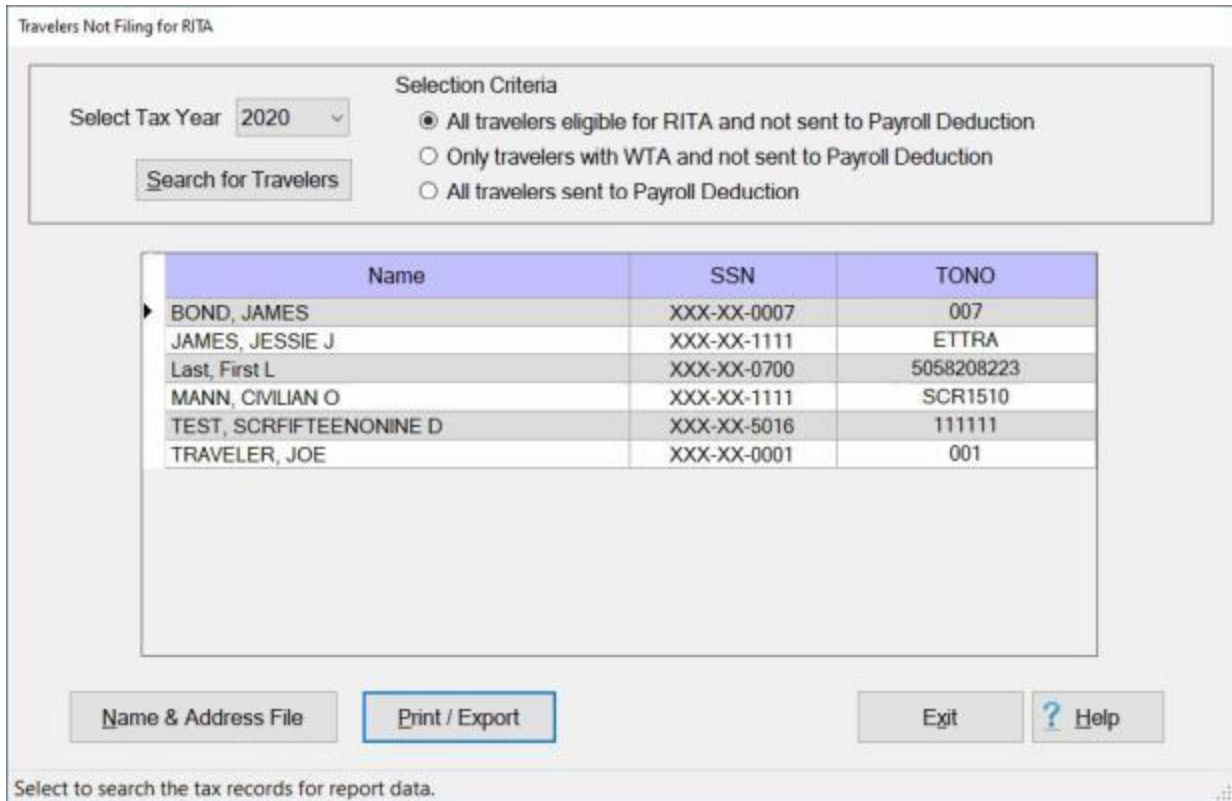 Travelers Not Filing for RITA
Selection Criteria
Select Tax Year 2020
All travelers eligible for RITA and not sent to Payroll Deduction
Only travelers with WTA and not sent to Payroll Deduction
Search for Travelers
All travelers sent to Payroll Deduction
Name SSN TONO
BOND, JAMES XXX-XX-0007 007
JAMES, JESSIE J XXX-XX-1111 ETTRA
Last, First L XXX-XX-0700 5058208223
MANN, CIVILIAN O XXX-XX-1111 SCR1510
TEST, SCRFIFTEENONINE D XXX-XX-5016 111111
TRAVELER, JOE XXX-XX-0001 001
Name & Address File Print / Export Exit ? Help
Select to search the tax records for report data.